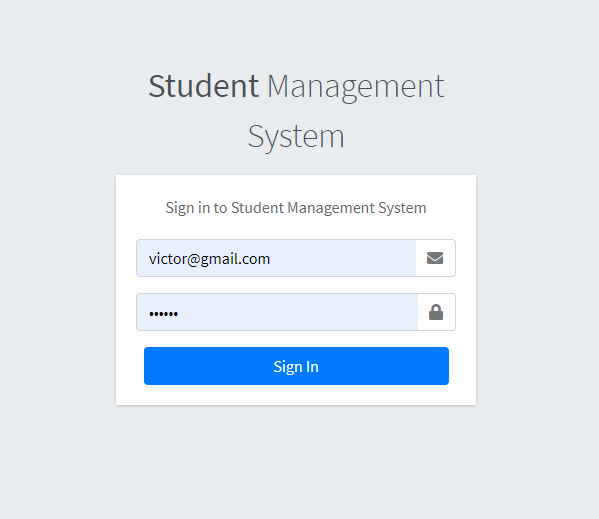 Student Management
System
Sign in to Student Management System
victor@gmail.com
••••••
Sign In